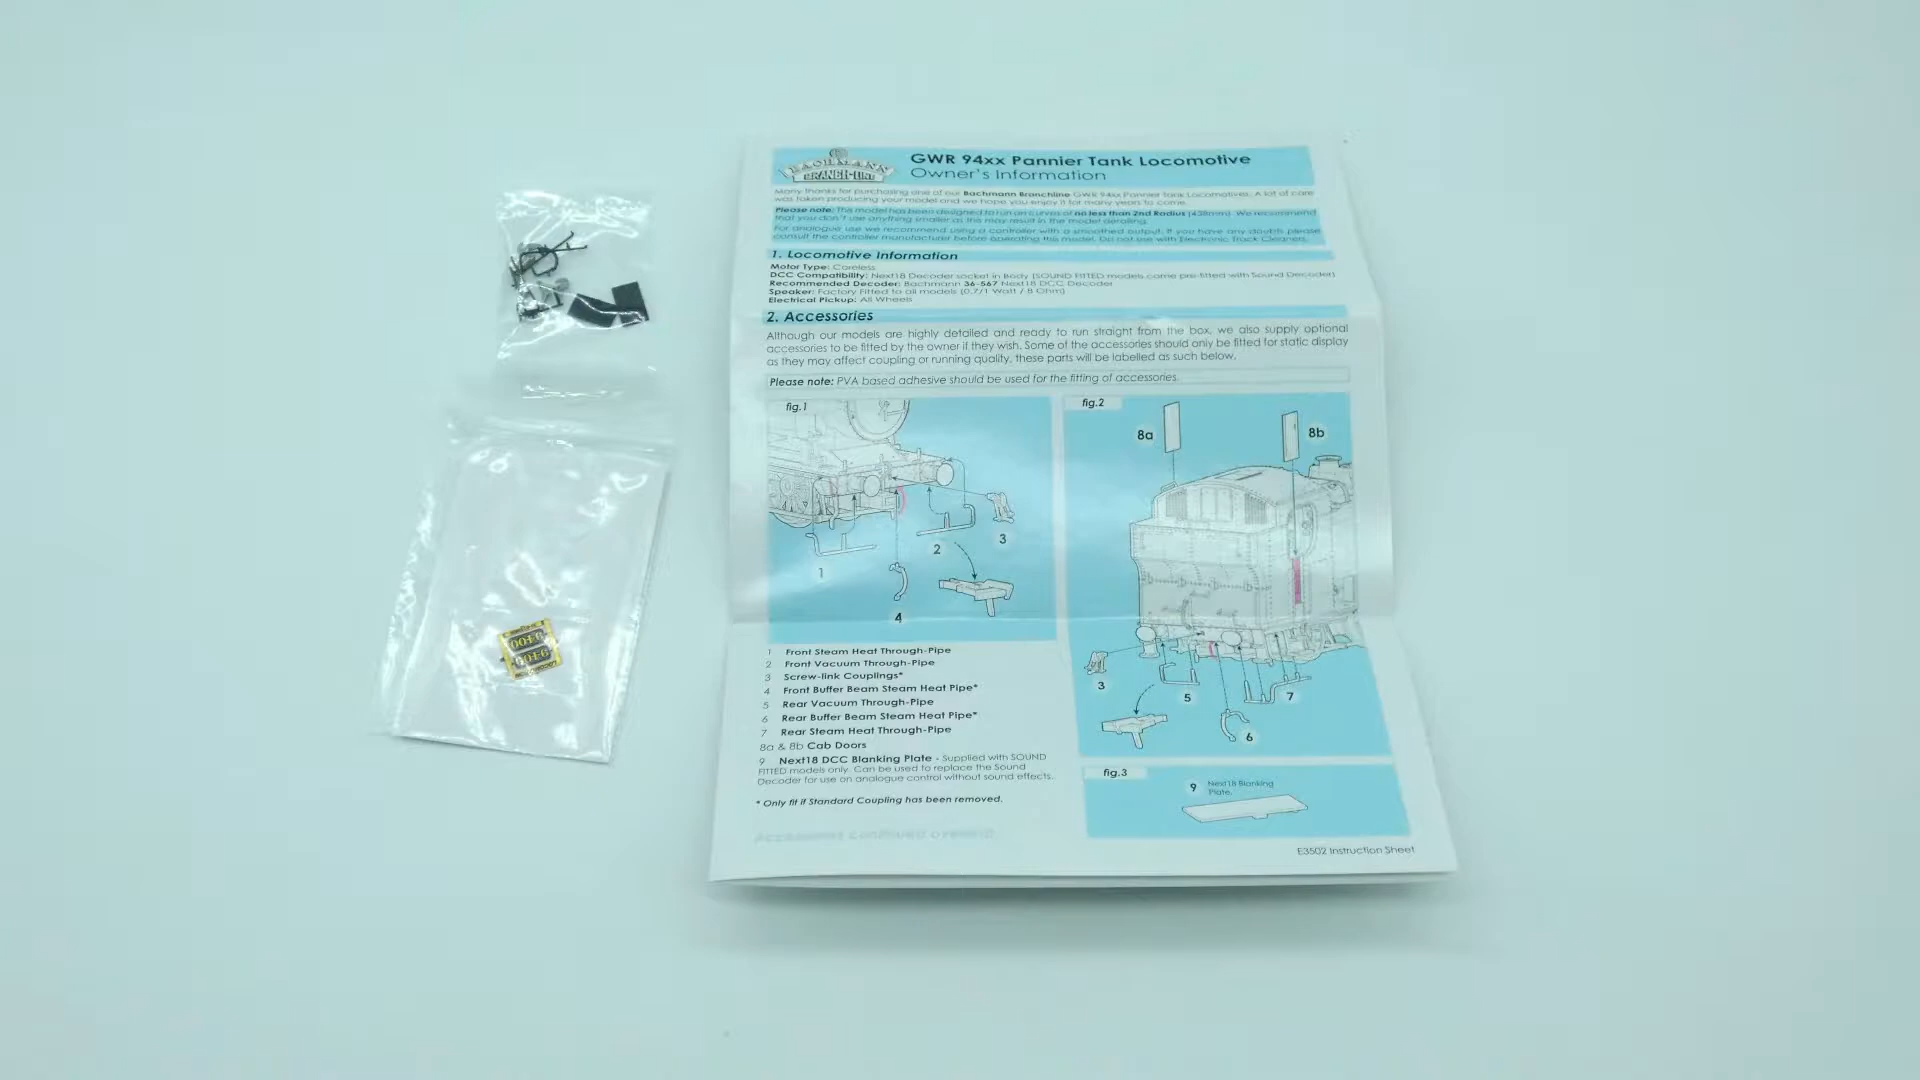 BACHMANN
BRANCH-LINE
GWR 94xx Pannier Tank Locomotive
Owner's Information
Many thanks for purchasing one of our Bachmann Branchline GWR 94xx Pannier Tank Locomotives. A lot of care
was taken producing your model and we hope you enjoy it for many years to come.
Please note: This model has been designed to run on curves of no less than 2nd Radius (438mm). We recommend
that you don't use anything smaller as this may result in the model derailing.
For analogue use we recommend using a controller with a smoothed output. If you have any doubts please
consult the controller manufacturer before operating this model. Do not use with Electronic Track Cleaners.
1. Locomotive Information
Motor Type: Coreless
DCC Compatibility: Next18 Decoder socket in Body (SOUND FITTED models come pre-fitted with Sound Decoder)
Recommended Decoder: Bachmann 36-567 Next18 DCC Decoder
Speaker: Factory Fitted to all models (0.7/1 Watt / 8 Ohm)
Electrical Pickup: All Wheels
2. Accessories
Although our models are highly detailed and ready to run straight from the box, we also supply optional
accessories to be fitted by the owner if they wish. Some of the accessories should only be fitted for static display
as they may affect coupling or running quality, these parts will be labelled as such below.
Please note: PVA based adhesive should be used for the fitting of accessories.
fig.1
1
2
3
4
fig.2
8a
8b
3
5
6
7
1 Front Steam Heat Through-Pipe
2 Front Vacuum Through-Pipe
3 Screw-link Couplings*
4 Front Buffer Beam Steam Heat Pipe*
5 Rear Vacuum Through-Pipe
6 Rear Buffer Beam Steam Heat Pipe*
7 Rear Steam Heat Through-Pipe
8a & 8b Cab Doors
9 Next18 DCC Blanking Plate - Supplied with SOUND
FITTED models only. Can be used to replace the Sound
Decoder for use on analogue control without sound effects.
* Only fit if Standard Coupling has been removed.
Accessories Continued Overleaf
fig.3
9 Next18 Blanking
Plate.
E3502 Instruction Sheet
9400
9400